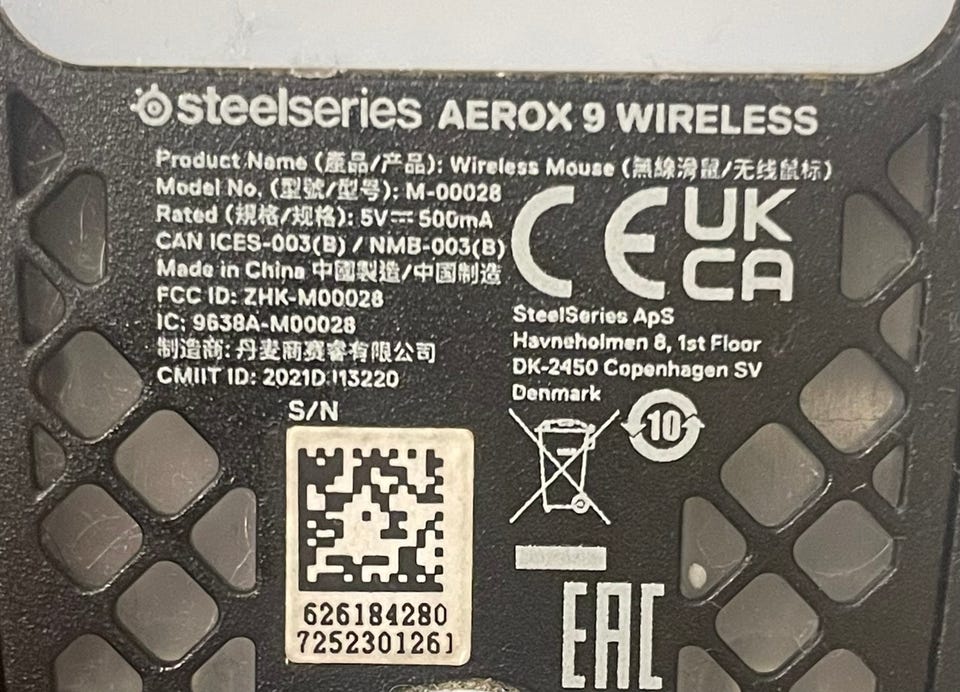 steelseries AEROX 9 WIRELESS
Product Name (產品/产品): Wireless Mouse (無線滑鼠/无线鼠标)
Model No. (型號/型号): M-00028
Rated (規格/规格): 5V⎓500mA
CAN ICES-003(B) / NMB-003(B)
Made in China 中國製造/中国制造
FCC ID: ZHK-M00028
IC: 9638A-M00028
制造商: 丹麦商赛睿有限公司
CMIIT ID: 2021DJ13220
CE
UK
CA
SteelSeries ApS
Havneholmen 8, 1st Floor
DK-2450 Copenhagen SV
Denmark
10
S/N
626184280
7252301261
EAC